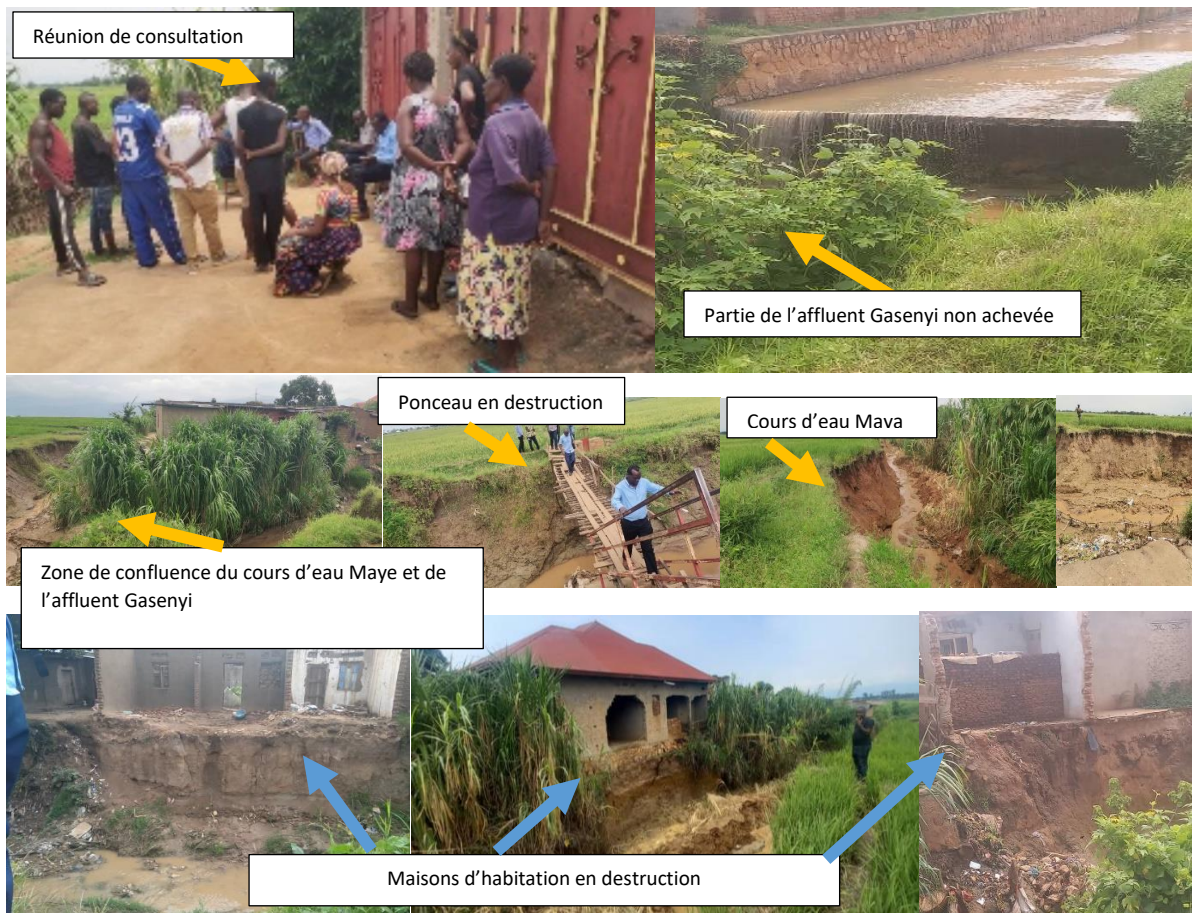 Réunion de consultation
Partie de l'affluent Gasenyi non achevée
Ponceau en destruction
Cours d'eau Mava
Zone de confluence du cours d'eau Maye et de
l'affluent Gasenyi
Maisons d'habitation en destruction